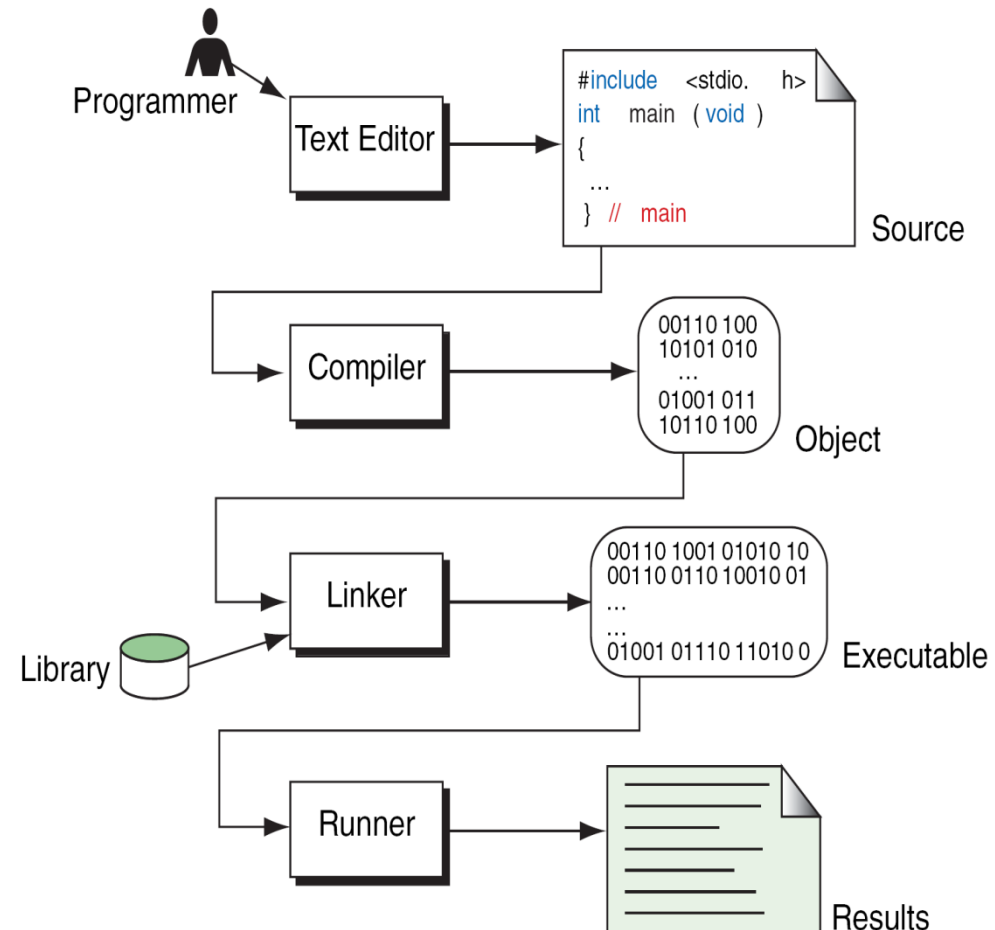 Programmer
Text Editor
#include <stdio. h>
int main ( void )
{
...
} // main
Source
Compiler
00110 100
10101 010
...
01001 011
10110 100
Object
Linker
Library
00110 1001 01010 10
00110 0110 10010 01
...
...
01001 01110 11010 0
Executable
Runner
Results